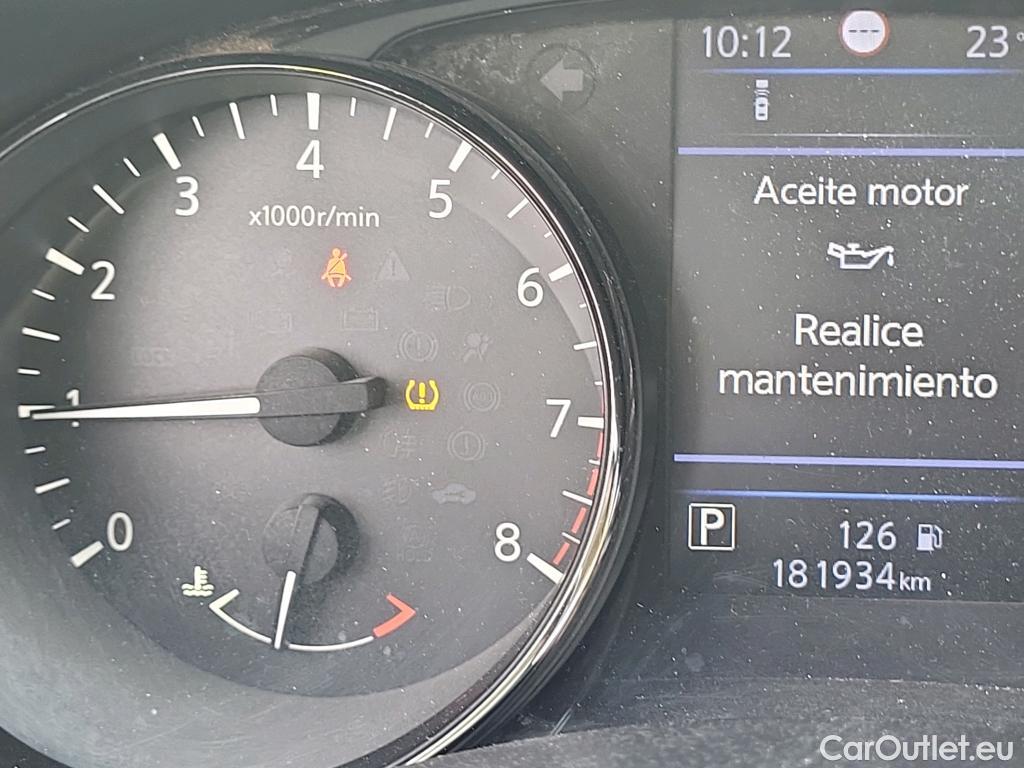 10:12
--- 23°
4
3
5
x1000r/min
2
6
Aceite motor
Realice
mantenimiento
1
7
0
8
P
126
181934km
CarOutlet.eu